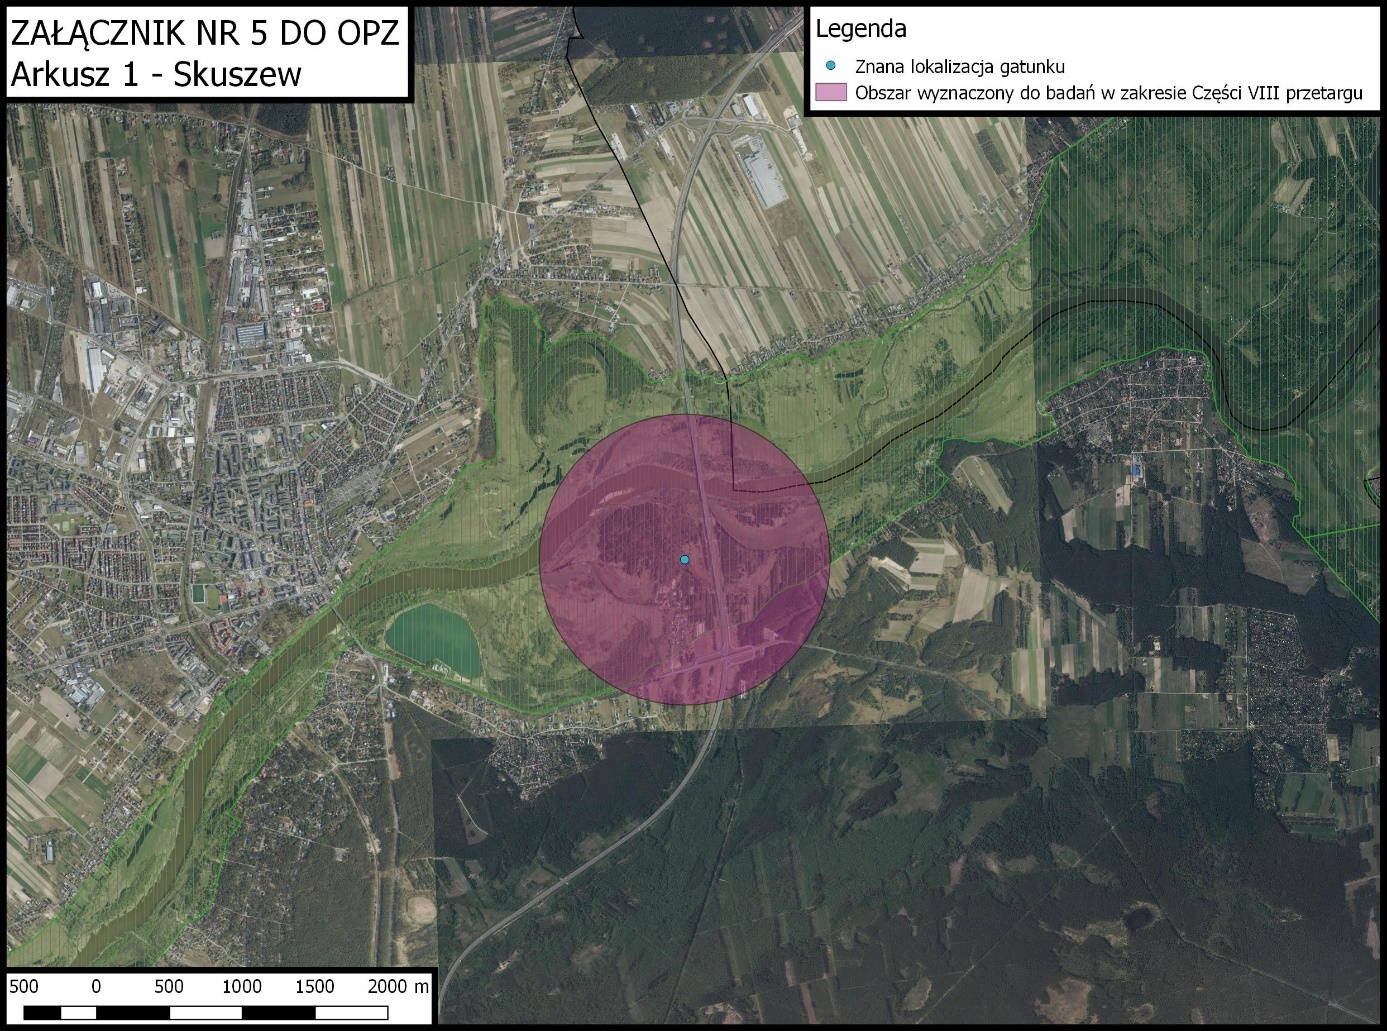 ZAŁĄCZNIK NR 5 DO OPZ
Arkusz 1 - Skuszew
Legenda
Znana lokalizacja gatunku
Obszar wyznaczony do badań w zakresie Części VIII przetargu
500 0 500 1000 1500 2000 m